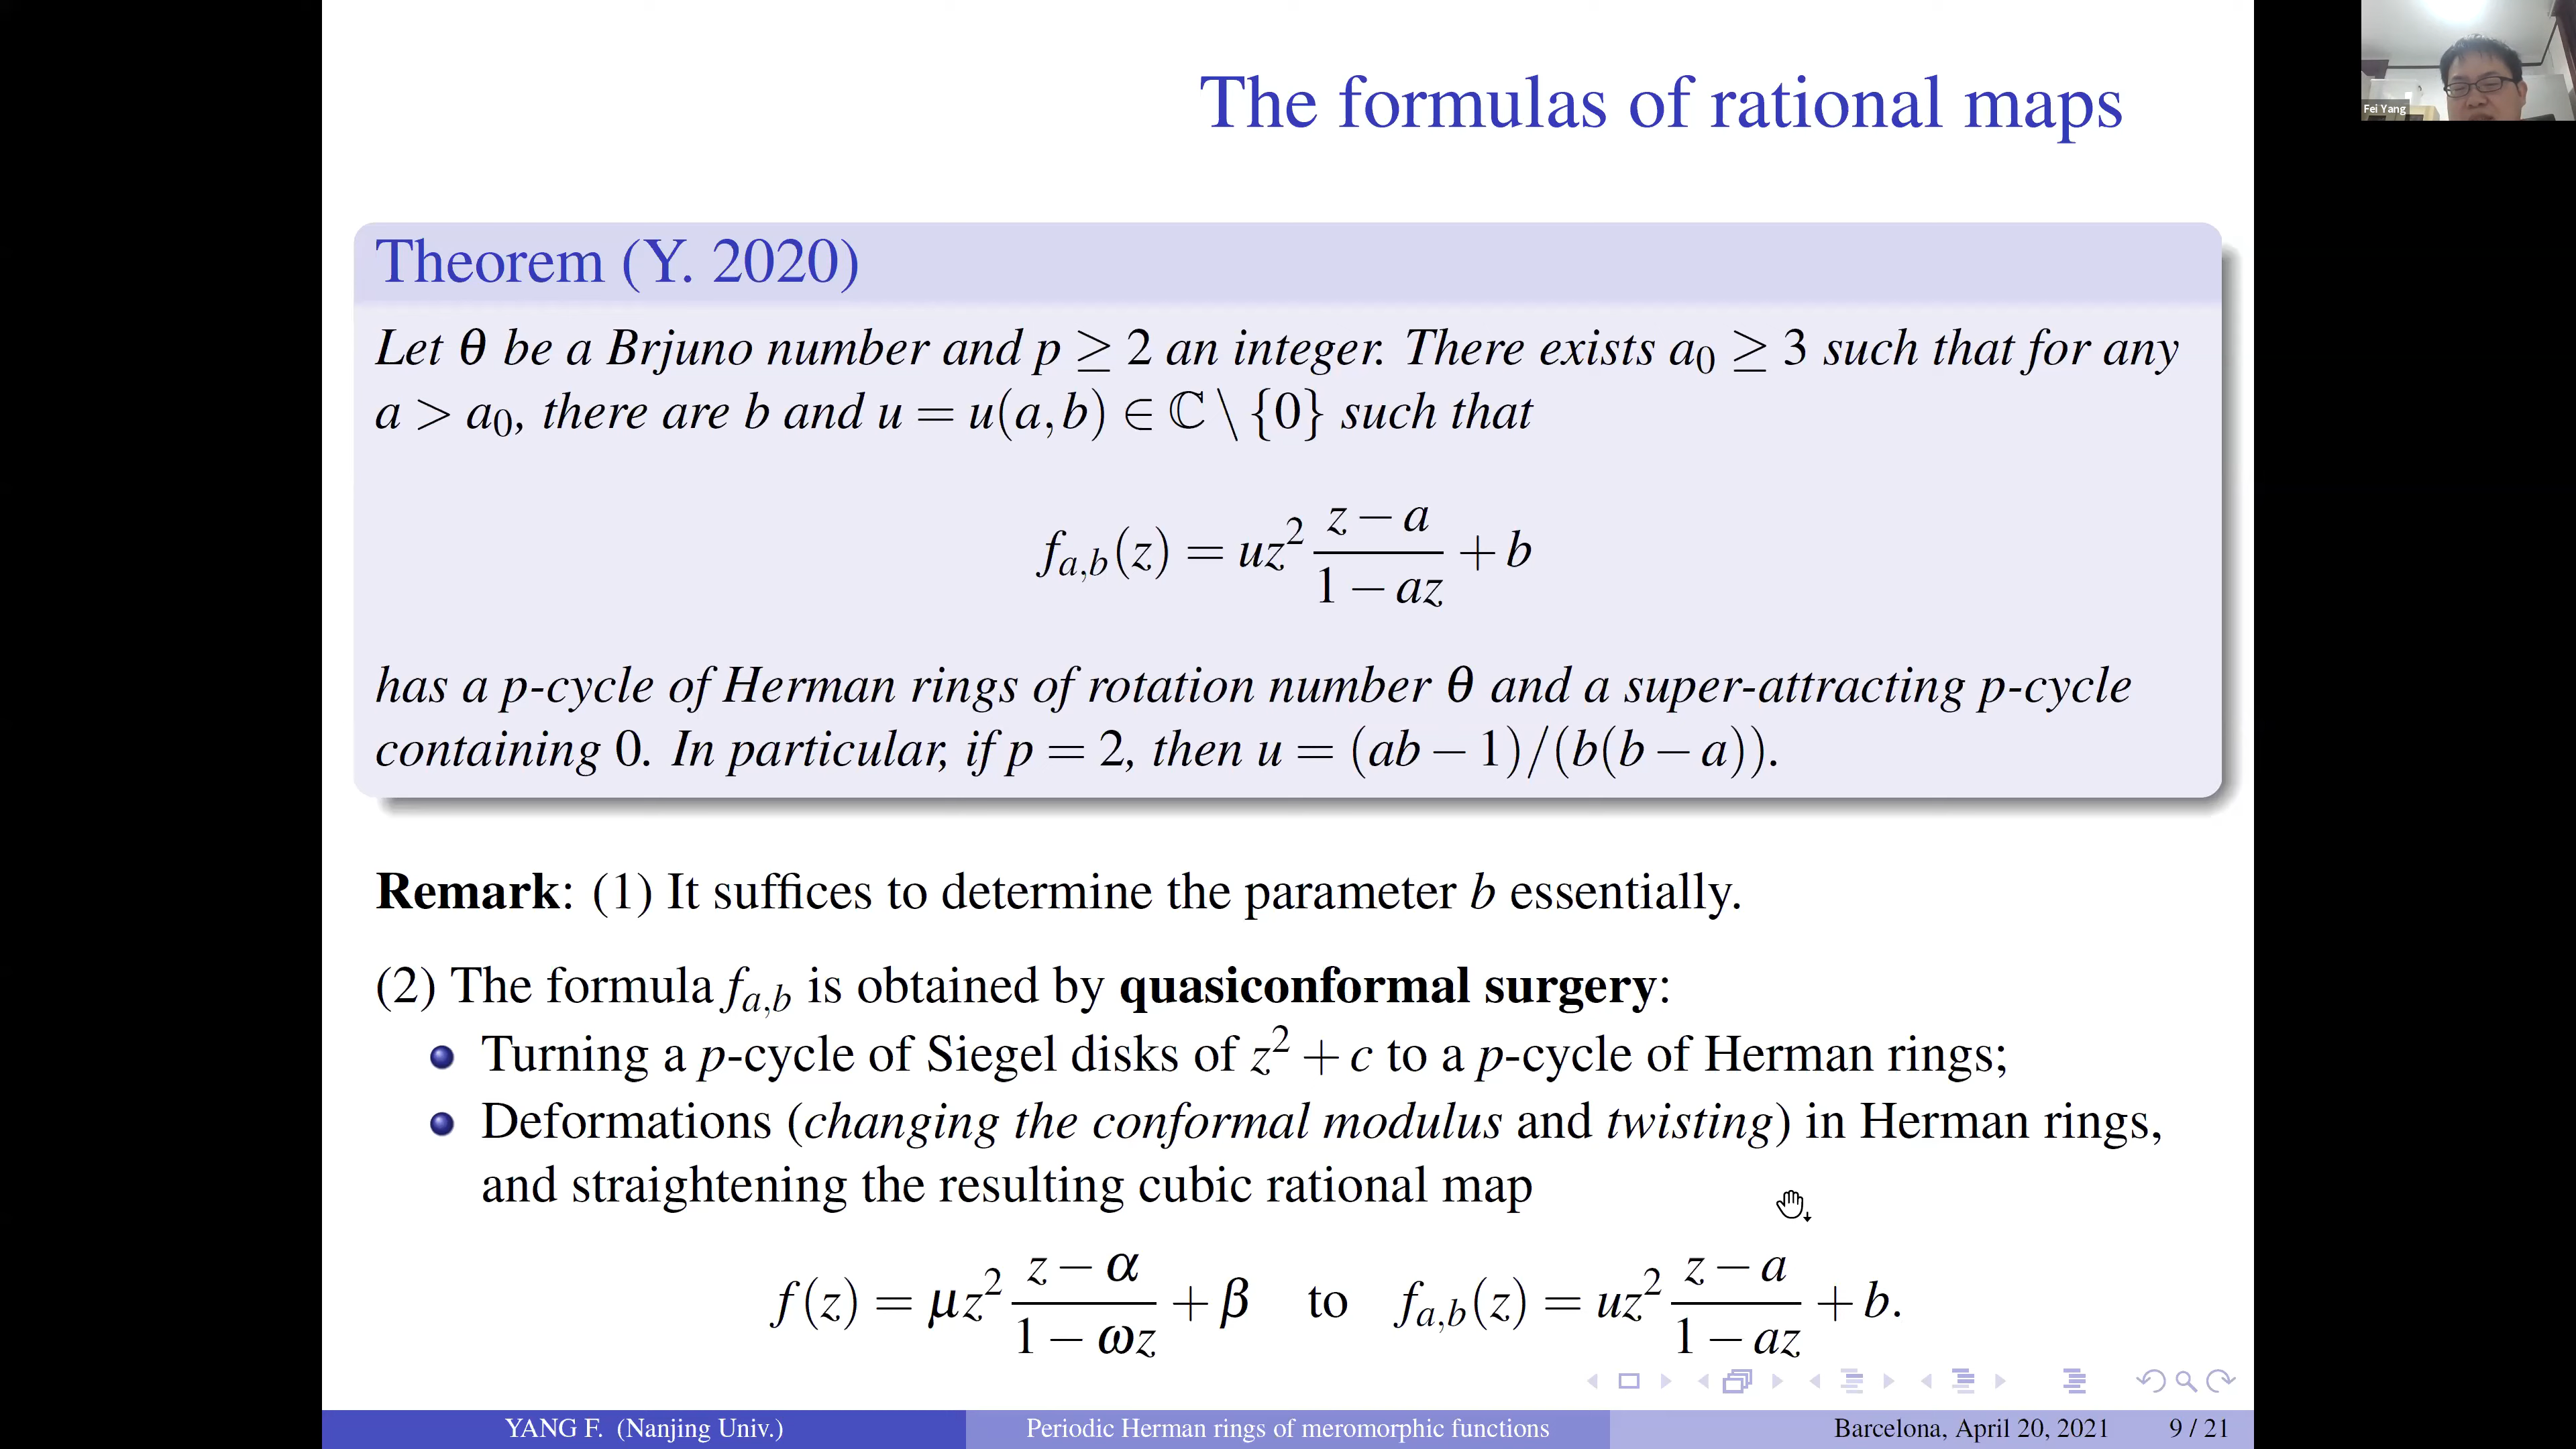 The formulas of rational maps
Fei Yang
Theorem (Y. 2020)
Let θ be a Brjuno number and p ≥ 2 an integer. There exists a₀ ≥ 3 such that for any
a > a₀, there are b and u = u(a,b) ∈ ℂ \ {0} such that
f_{a,b}(z) = uz² (z − a)/(1 − az) + b
has a p-cycle of Herman rings of rotation number θ and a super-attracting p-cycle
containing 0. In particular, if p = 2, then u = (ab − 1)/(b(b − a)).
Remark: (1) It suffices to determine the parameter b essentially.
(2) The formula f_{a,b} is obtained by quasiconformal surgery:
Turning a p-cycle of Siegel disks of z² + c to a p-cycle of Herman rings;
Deformations (changing the conformal modulus and twisting) in Herman rings,
and straightening the resulting cubic rational map
f(z) = μz² (z − α)/(1 − ωz) + β to f_{a,b}(z) = uz² (z − a)/(1 − az) + b.
YANG F. (Nanjing Univ.) Periodic Herman rings of meromorphic functions Barcelona, April 20, 2021 9 / 21